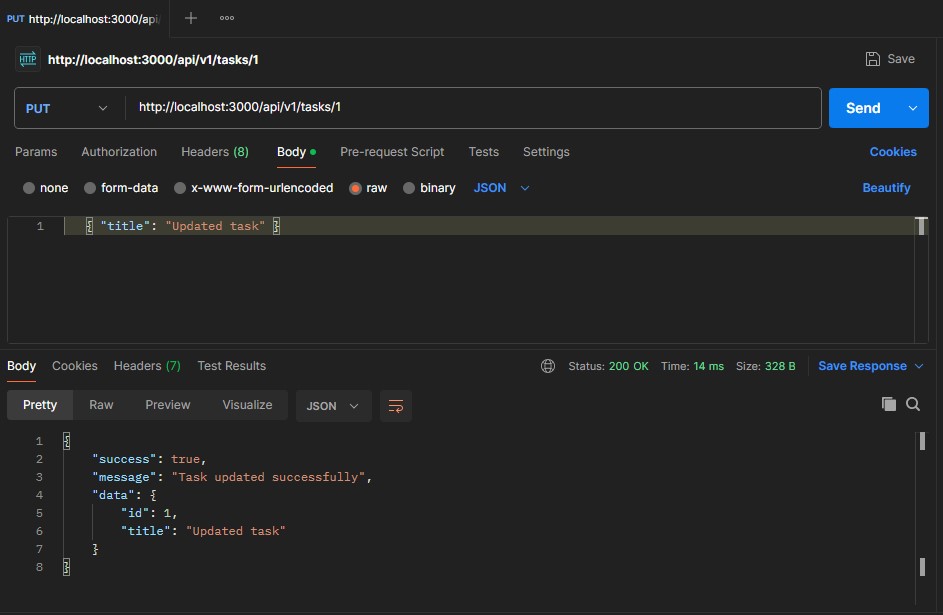 PUT http://localhost:3000/api/
HTTP http://localhost:3000/api/v1/tasks/1 Save
PUT http://localhost:3000/api/v1/tasks/1 Send
Params Authorization Headers (8) Body Pre-request Script Tests Settings Cookies
none form-data x-www-form-urlencoded raw binary JSON Beautify
1 { "title": "Updated task" }
Body Cookies Headers (7) Test Results Status: 200 OK Time: 14 ms Size: 328 B Save Response
Pretty Raw Preview Visualize JSON
1 {
2 "success": true,
3 "message": "Task updated successfully",
4 "data": {
5 "id": 1,
6 "title": "Updated task"
7 }
8 }